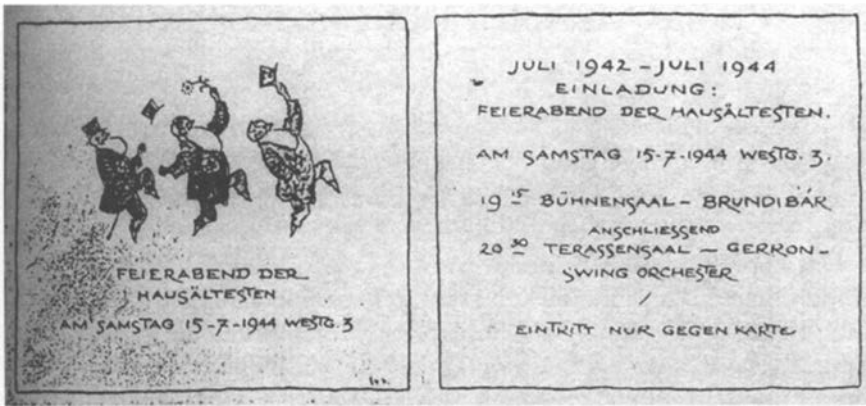 FEIERABEND DER
HAUSÄLTESTEN
AM SAMSTAG 15-7-1944 WESTG. 3
JULI 1942 – JULI 1944
EINLADUNG:
FEIERABEND DER HAUSÄLTESTEN.
AM SAMSTAG 15-7-1944 WESTG. 3.
19 15 BÜHNENSAAL – BRUNDIBÁR
ANSCHLIESSEND
20 30 TERASSENSAAL – GERRON-
SWING ORCHESTER
/
EINTRITT NUR GEGEN KARTE